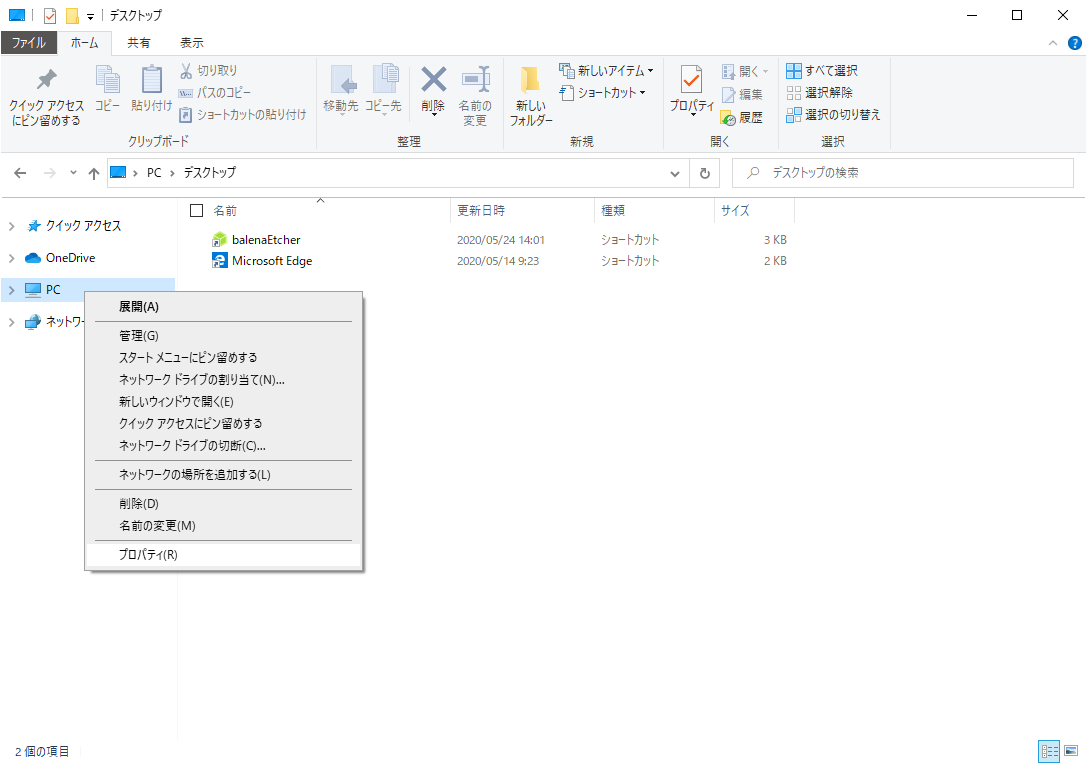 デスクトップ
ファイル ホーム 共有 表示
クイック アクセス
にピン留めする
コピー
貼り付け
切り取り
パスのコピー
ショートカットの貼り付け
クリップボード
移動先
コピー先
削除
名前の
変更
整理
新しい
フォルダー
新しいアイテム
ショートカット
新規
プロパティ
開く
編集
履歴
開く
すべて選択
選択解除
選択の切り替え
選択
PC › デスクトップ
デスクトップの検索
クイック アクセス
OneDrive
PC
ネットワー
名前 更新日時 種類 サイズ
balenaEtcher 2020/05/24 14:01 ショートカット 3 KB
Microsoft Edge 2020/05/14 9:23 ショートカット 2 KB
展開(A)
管理(G)
スタート メニューにピン留めする
ネットワーク ドライブの割り当て(N)...
新しいウィンドウで開く(E)
クイック アクセスにピン留めする
ネットワーク ドライブの切断(C)...
ネットワークの場所を追加する(L)
削除(D)
名前の変更(M)
プロパティ(R)
2 個の項目